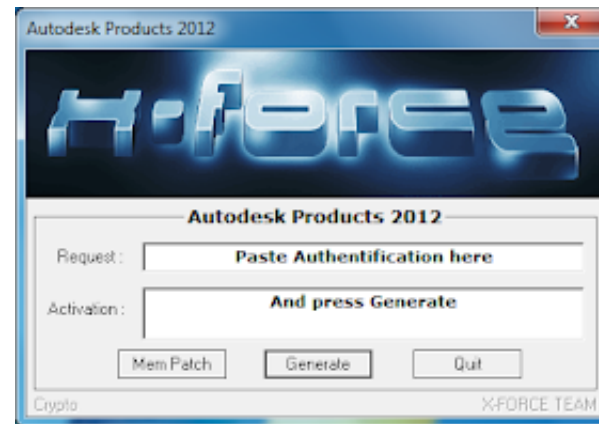 Autodesk Products 2012
x-force
Autodesk Products 2012
Request :
Paste Authentification here
Activation :
And press Generate
Mem Patch
Generate
Quit
Crypto
X-FORCE TEAM